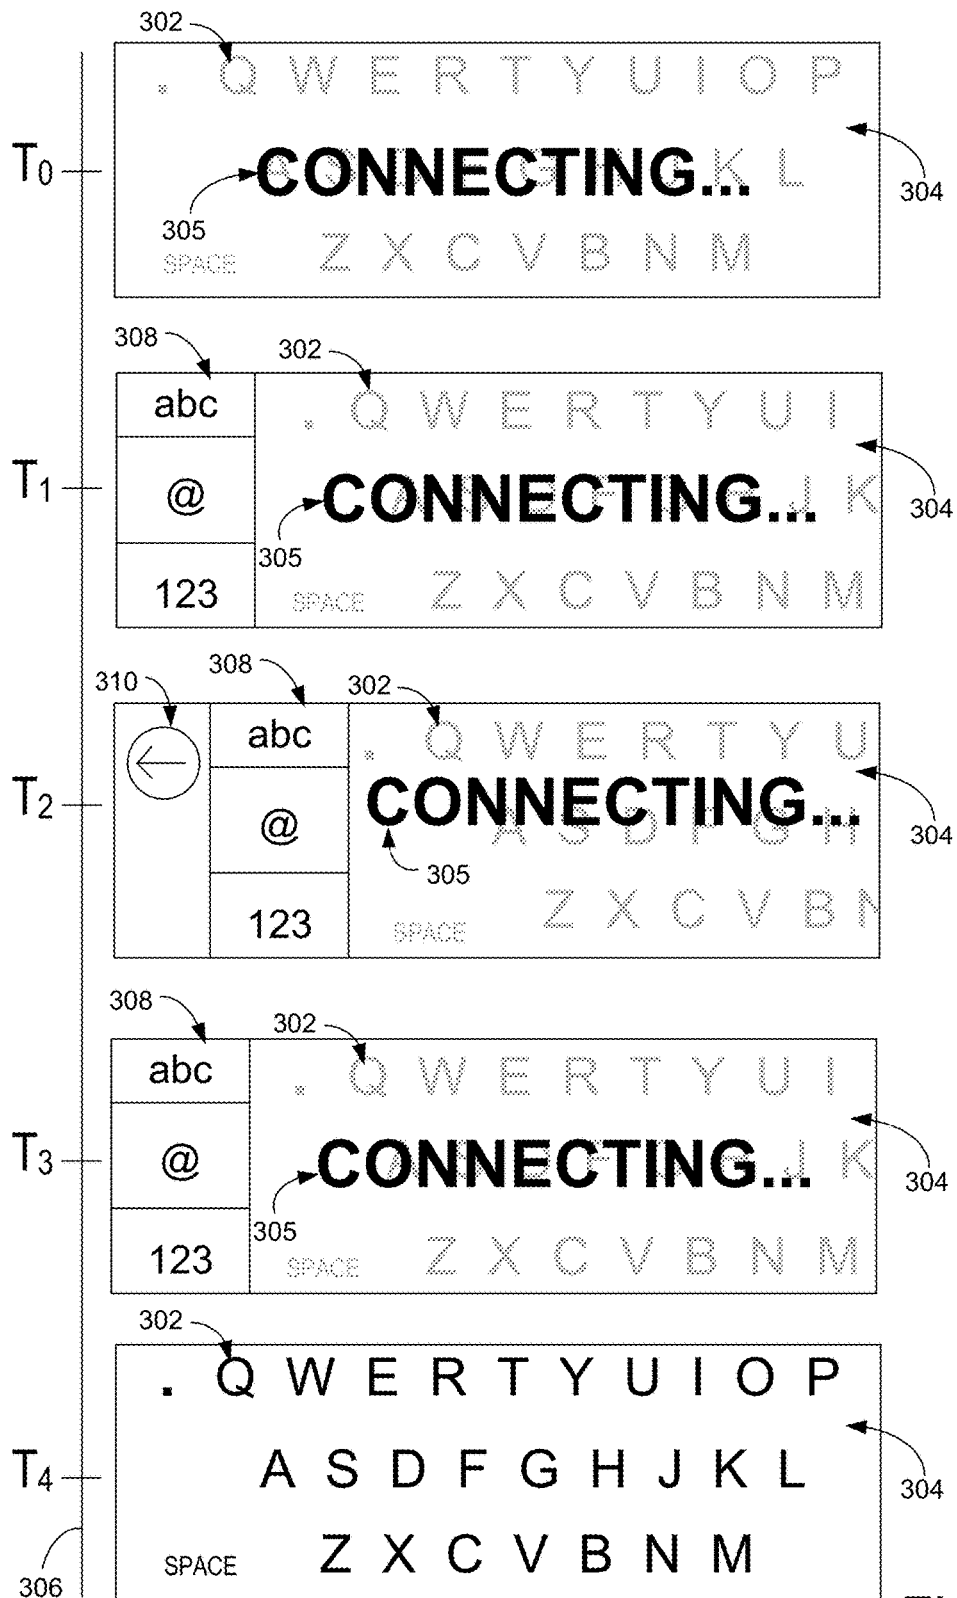 302
. Q W E R T Y U I O P
T0
CONNECTING... K L
304
305
SPACE Z X C V B N M
308
302
abc . Q W E R T Y U I
T1
@ CONNECTING... J K
304
305
123 SPACE Z X C V B N M
308
310
302
abc . Q W E R T Y U
T2
CONNECTING...
@ A S D F G H
304
305
123 SPACE Z X C V B N
308
302
abc . Q W E R T Y U I
T3
@ CONNECTING... J K
304
305
123 SPACE Z X C V B N M
302
. Q W E R T Y U I O P
T4
A S D F G H J K L
304
SPACE Z X C V B N M
306